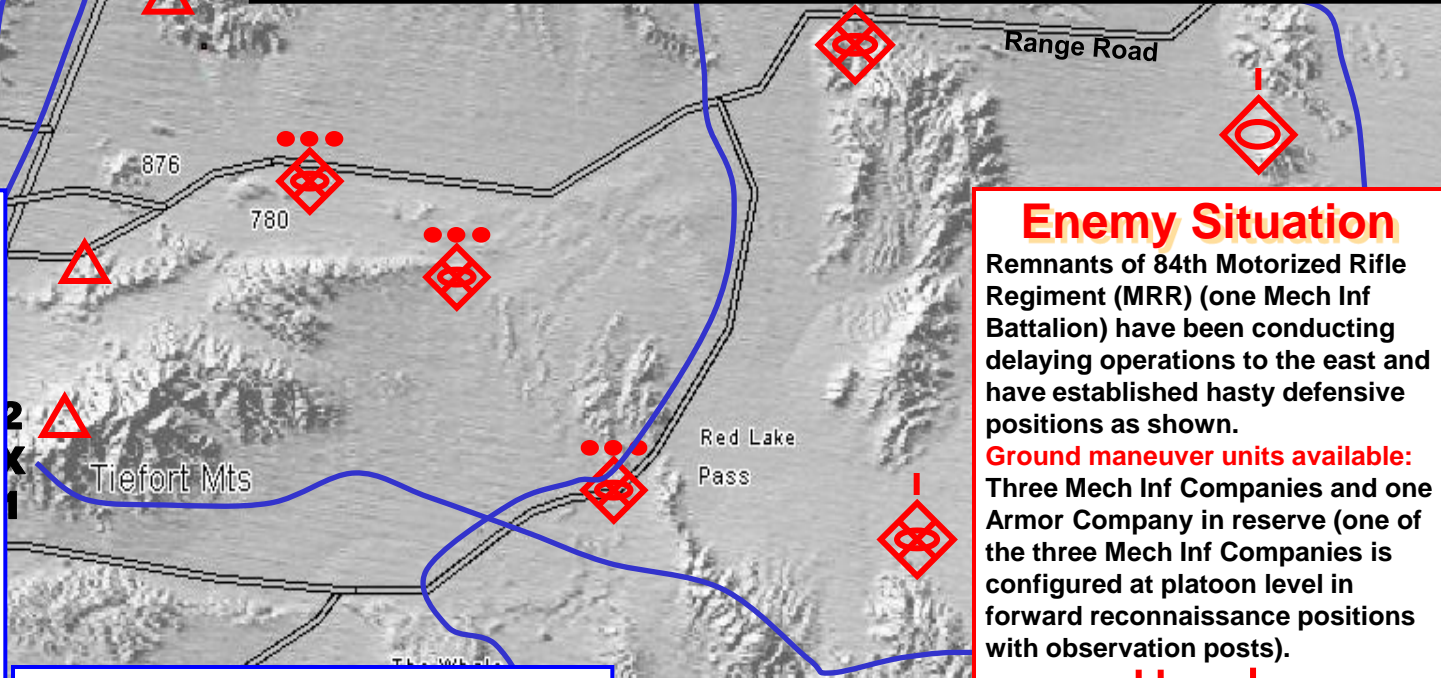 Range Road
876
780
Enemy Situation
Remnants of 84th Motorized Rifle
Regiment (MRR) (one Mech Inf
Battalion) have been conducting
delaying operations to the east and
have established hasty defensive
positions as shown.
Ground maneuver units available:
Three Mech Inf Companies and one
Armor Company in reserve (one of
the three Mech Inf Companies is
configured at platoon level in
forward reconnaissance positions
with observation posts).
2
X
1
Tiefort Mts
Red Lake
Pass
The Whale